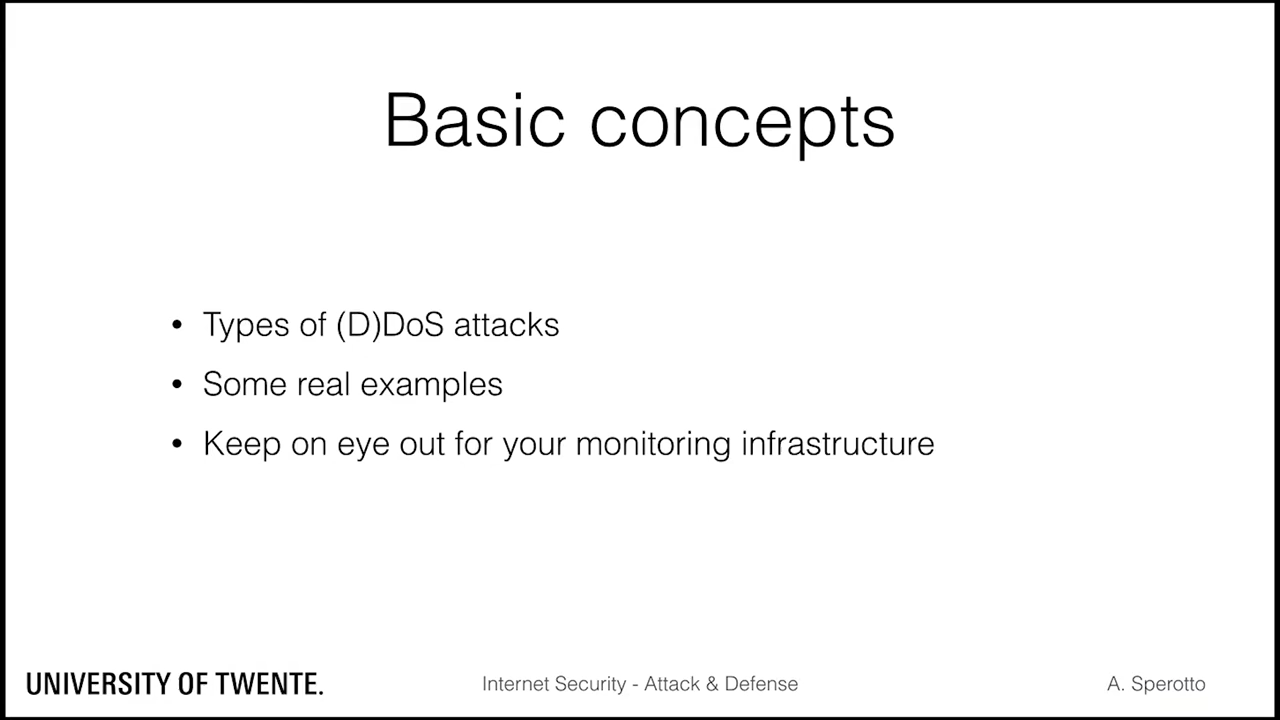 Basic concepts
• Types of (D)DoS attacks
• Some real examples
• Keep on eye out for your monitoring infrastructure
UNIVERSITY OF TWENTE.
Internet Security - Attack & Defense
A. Sperotto